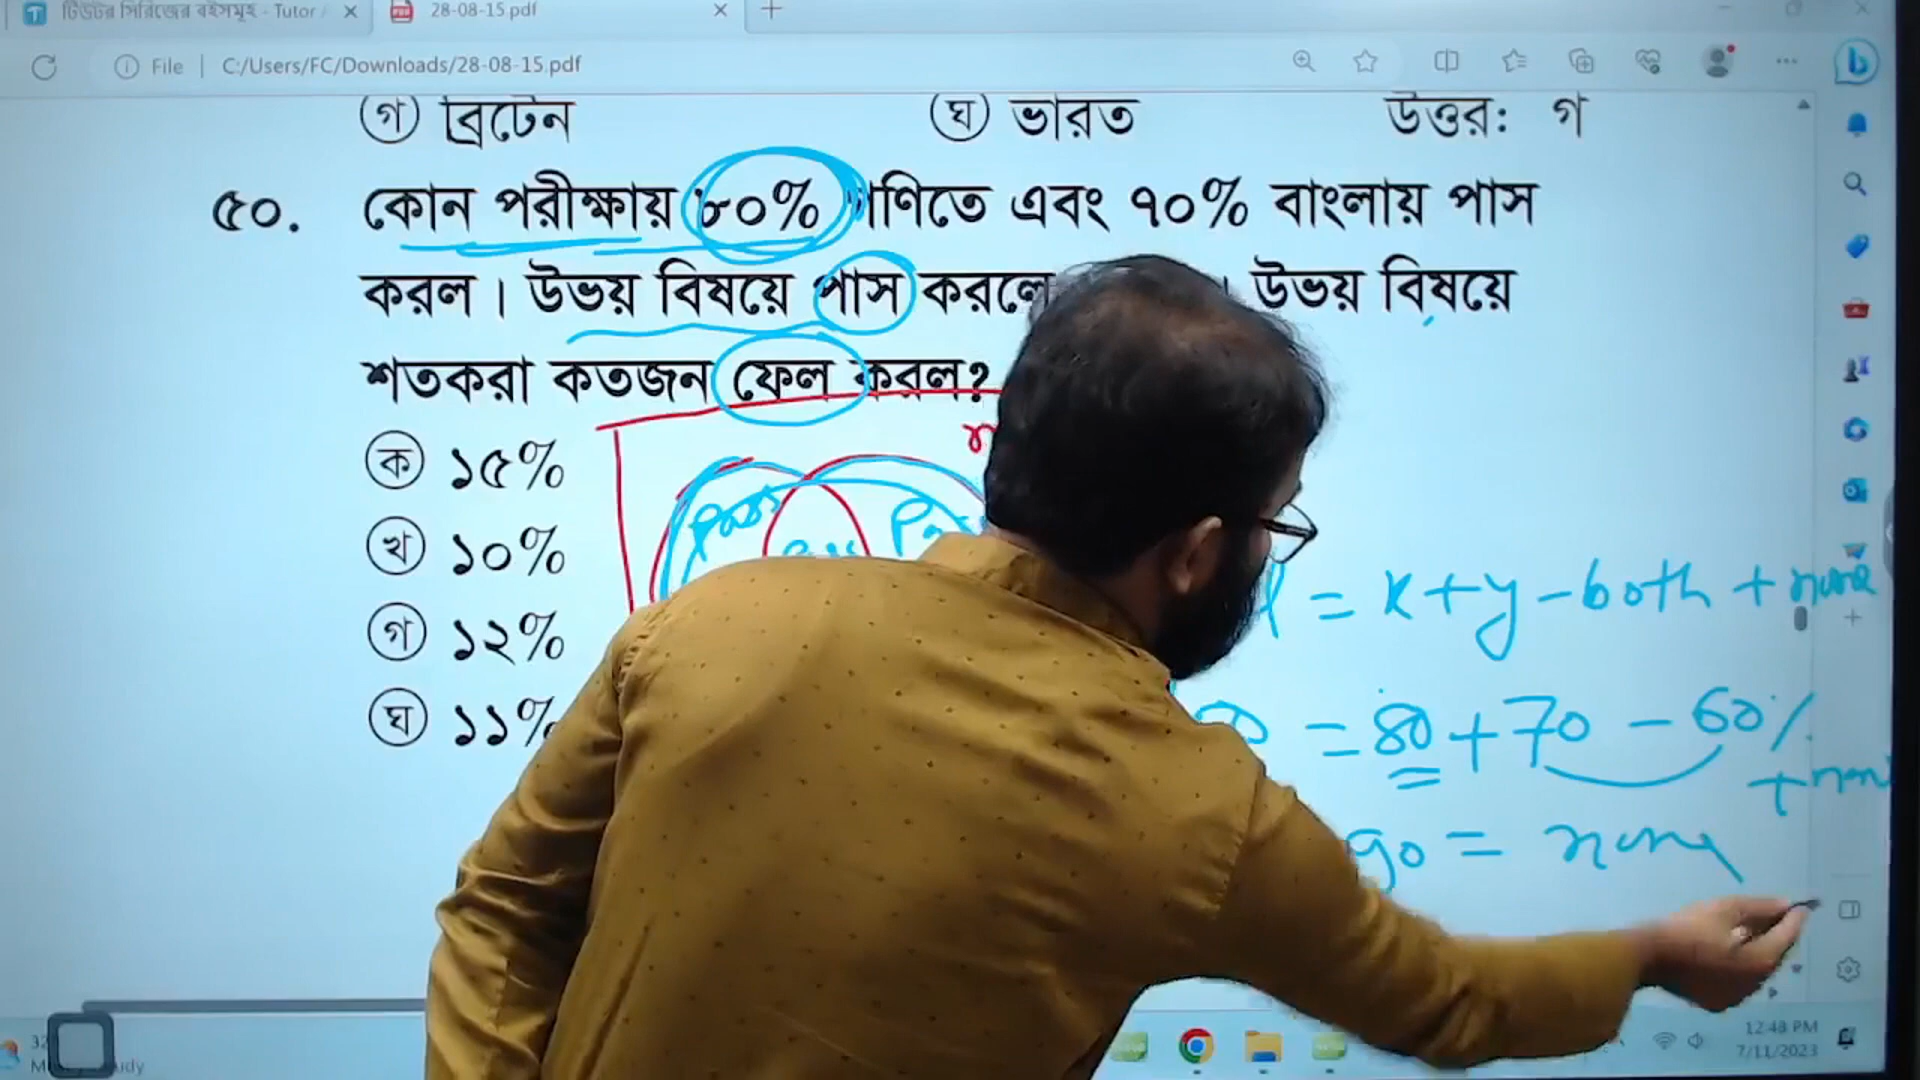 টিউটর সিরিজের বইসমূহ - Tutor
28-08-15.pdf
File | C:/Users/FC/Downloads/28-08-15.pdf
(গ) ব্রিটেন (ঘ) ভারত উত্তর: গ
৫০. কোন পরীক্ষায় ৮০% গণিতে এবং ৭০% বাংলায় পাস
করল। উভয় বিষয়ে পাস করলো । উভয় বিষয়ে
শতকরা কতজন ফেল করল?
(ক) ১৫%
(খ) ১০%
(গ) ১২%
(ঘ) ১১%
Pass
= x + y - both + none
= 80 + 70 - 60%
+ non
90 = none
12:48 PM
7/11/2023